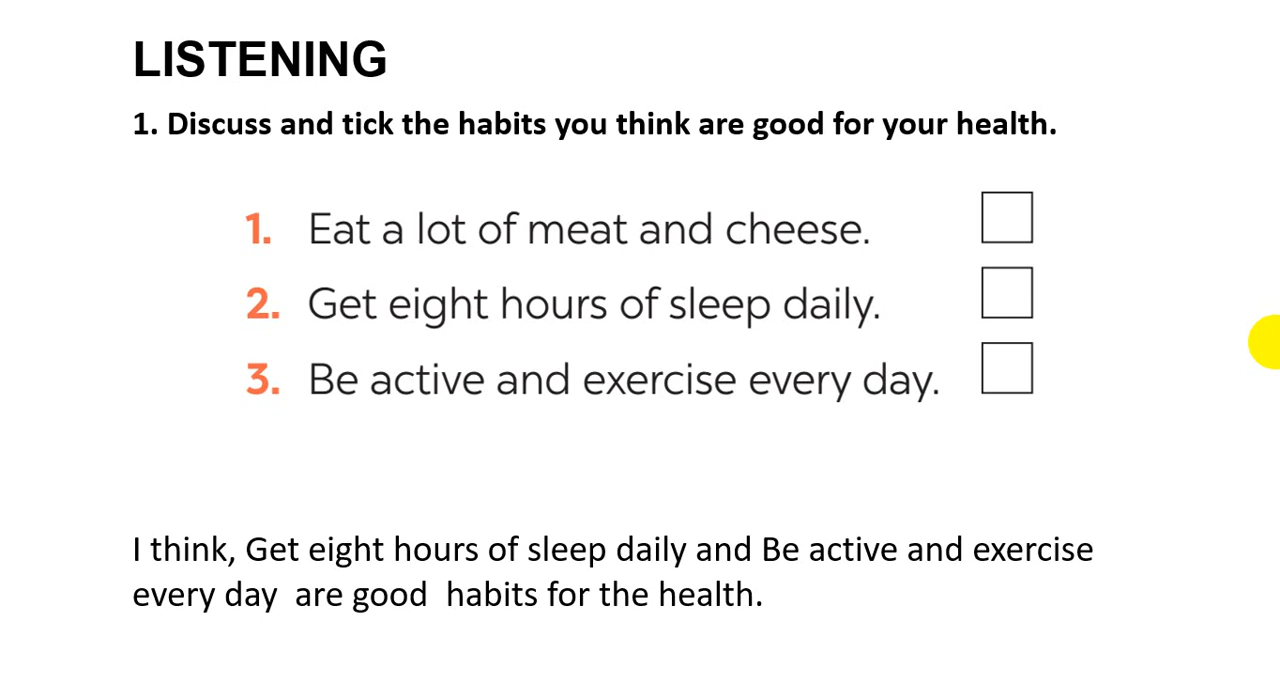 LISTENING
1. Discuss and tick the habits you think are good for your health.
1. Eat a lot of meat and cheese.
2. Get eight hours of sleep daily.
3. Be active and exercise every day.
I think, Get eight hours of sleep daily and Be active and exercise
every day are good habits for the health.